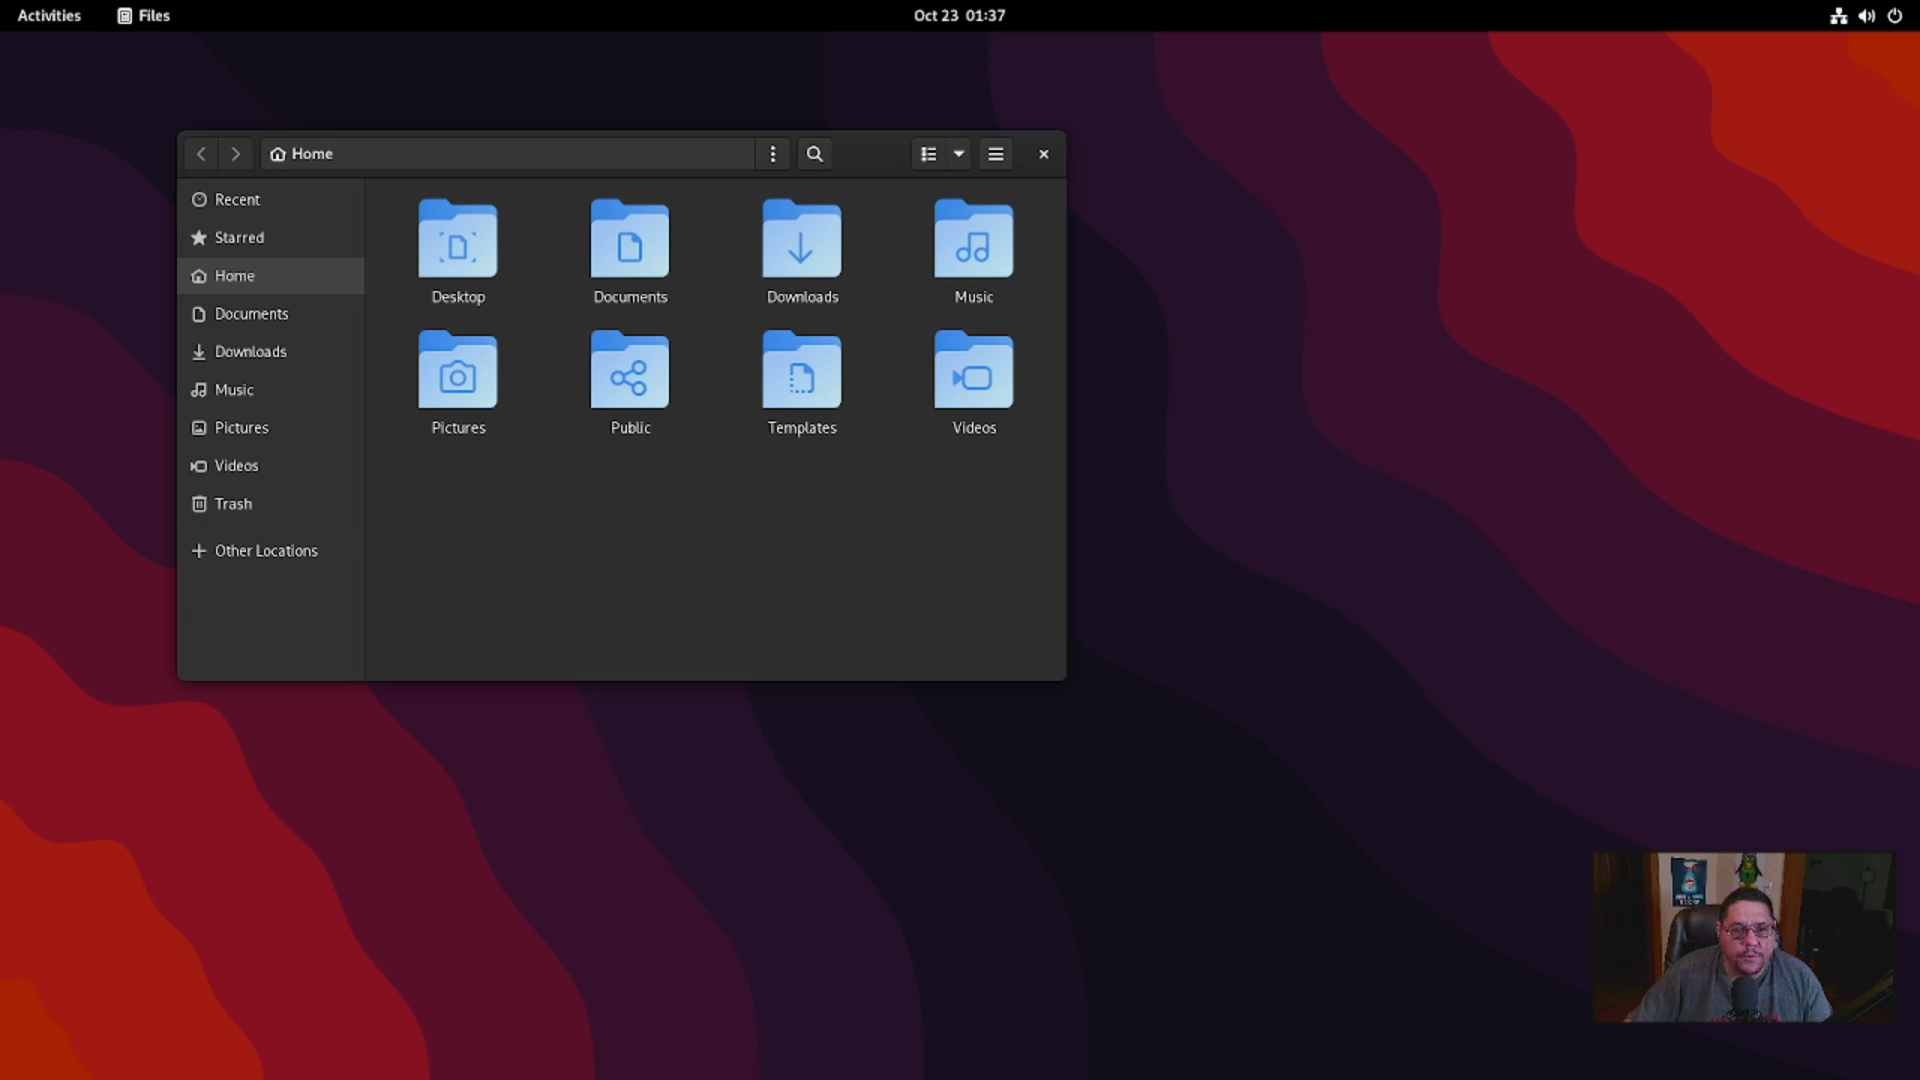 Activities
Files
Oct 23 01:37
Home
Recent
Starred
Home
Documents
Downloads
Music
Pictures
Videos
Trash
Other Locations
Desktop
Documents
Downloads
Music
Pictures
Public
Templates
Videos